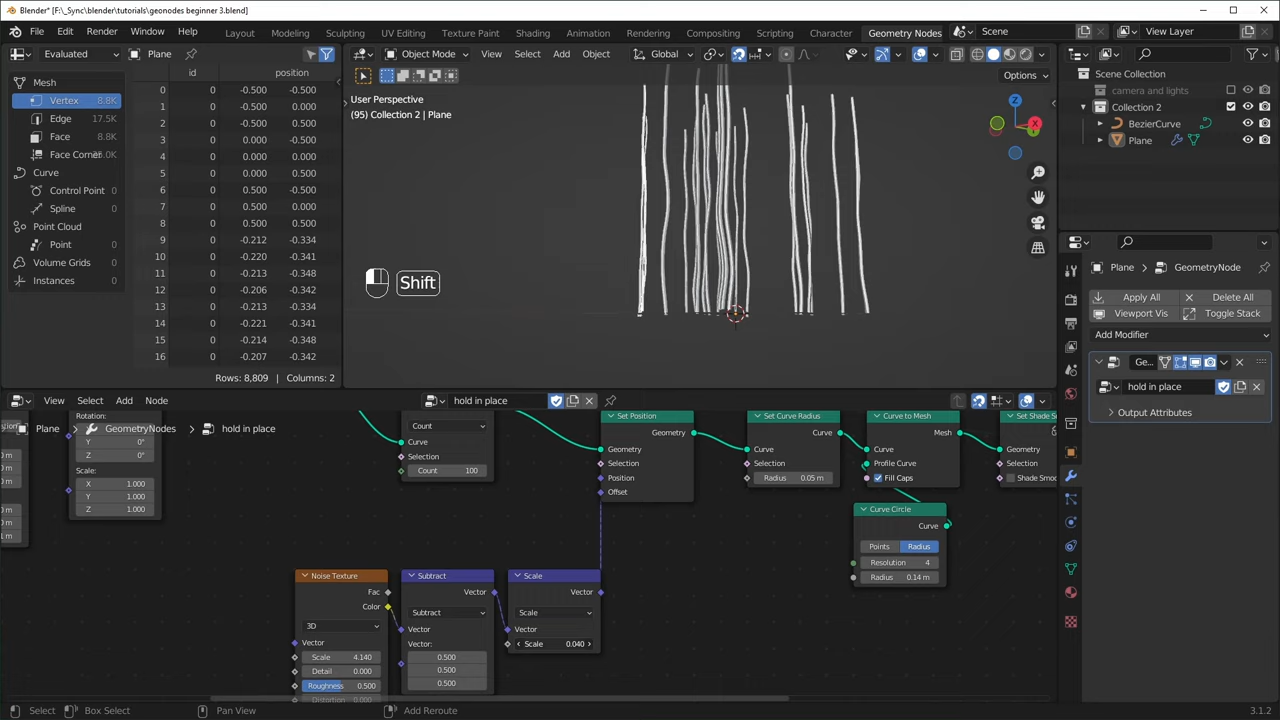 Blender* [F:\_Sync\blender\tutorials\geonodes beginner 3.blend]
File Edit Render Window Help Layout Modeling Sculpting UV Editing Texture Paint Shading Animation Rendering Compositing Scripting Character Geometry Nodes Scene View Layer
Evaluated Plane
Object Mode View Select Add Object Global
Options
id position
Mesh
Vertex 8.8K
Edge 17.5K
Face 8.8K
Face Corner
Curve
Control Point 0
Spline 0
Point Cloud
Point 0
Volume Grids 0
Instances 0
0 0 -0.500 -0.500
1 0 -0.500 0.000
2 0 -0.500 0.500
3 0 0.000 -0.500
4 0 0.000 0.000
5 0 0.000 0.500
6 0 0.500 -0.500
7 0 0.500 0.000
8 0 0.500 0.500
9 0 -0.212 -0.334
10 0 -0.220 -0.341
11 0 -0.213 -0.348
12 0 -0.206 -0.342
13 0 -0.213 -0.334
14 0 -0.221 -0.341
15 0 -0.214 -0.348
16 0 -0.207 -0.342
Rows: 8,809 | Columns: 2
User Perspective
(95) Collection 2 | Plane
Shift
Z
X
Scene Collection
camera and lights
Collection 2
BezierCurve
Plane
Plane GeometryNode
Apply All Delete All
Viewport Vis Toggle Stack
Add Modifier
Ge...
hold in place
Output Attributes
View Select Add Node hold in place
Plane GeometryNodes hold in place
Rotation:
Y 0°
Z 0°
Scale:
X 1.000
Y 1.000
Z 1.000
Count
Curve
Selection
Count 100
Set Position
Geometry
Geometry
Selection
Position
Offset
Set Curve Radius
Curve
Curve
Selection
Radius 0.05 m
Curve to Mesh
Mesh
Curve
Profile Curve
Fill Caps
Set Shade
Geometry
Selection
Shade Smo
Curve Circle
Curve
Points Radius
Resolution 4
Radius 0.14 m
Noise Texture
Fac
Color
3D
Vector
Scale 4.140
Detail 0.000
Roughness 0.500
Distortion 0.000
Subtract
Vector
Subtract
Vector
Vector:
0.500
0.500
0.500
Scale
Vector
Scale
Vector
Scale 0.040
Select Box Select Pan View Add Reroute 3.1.2